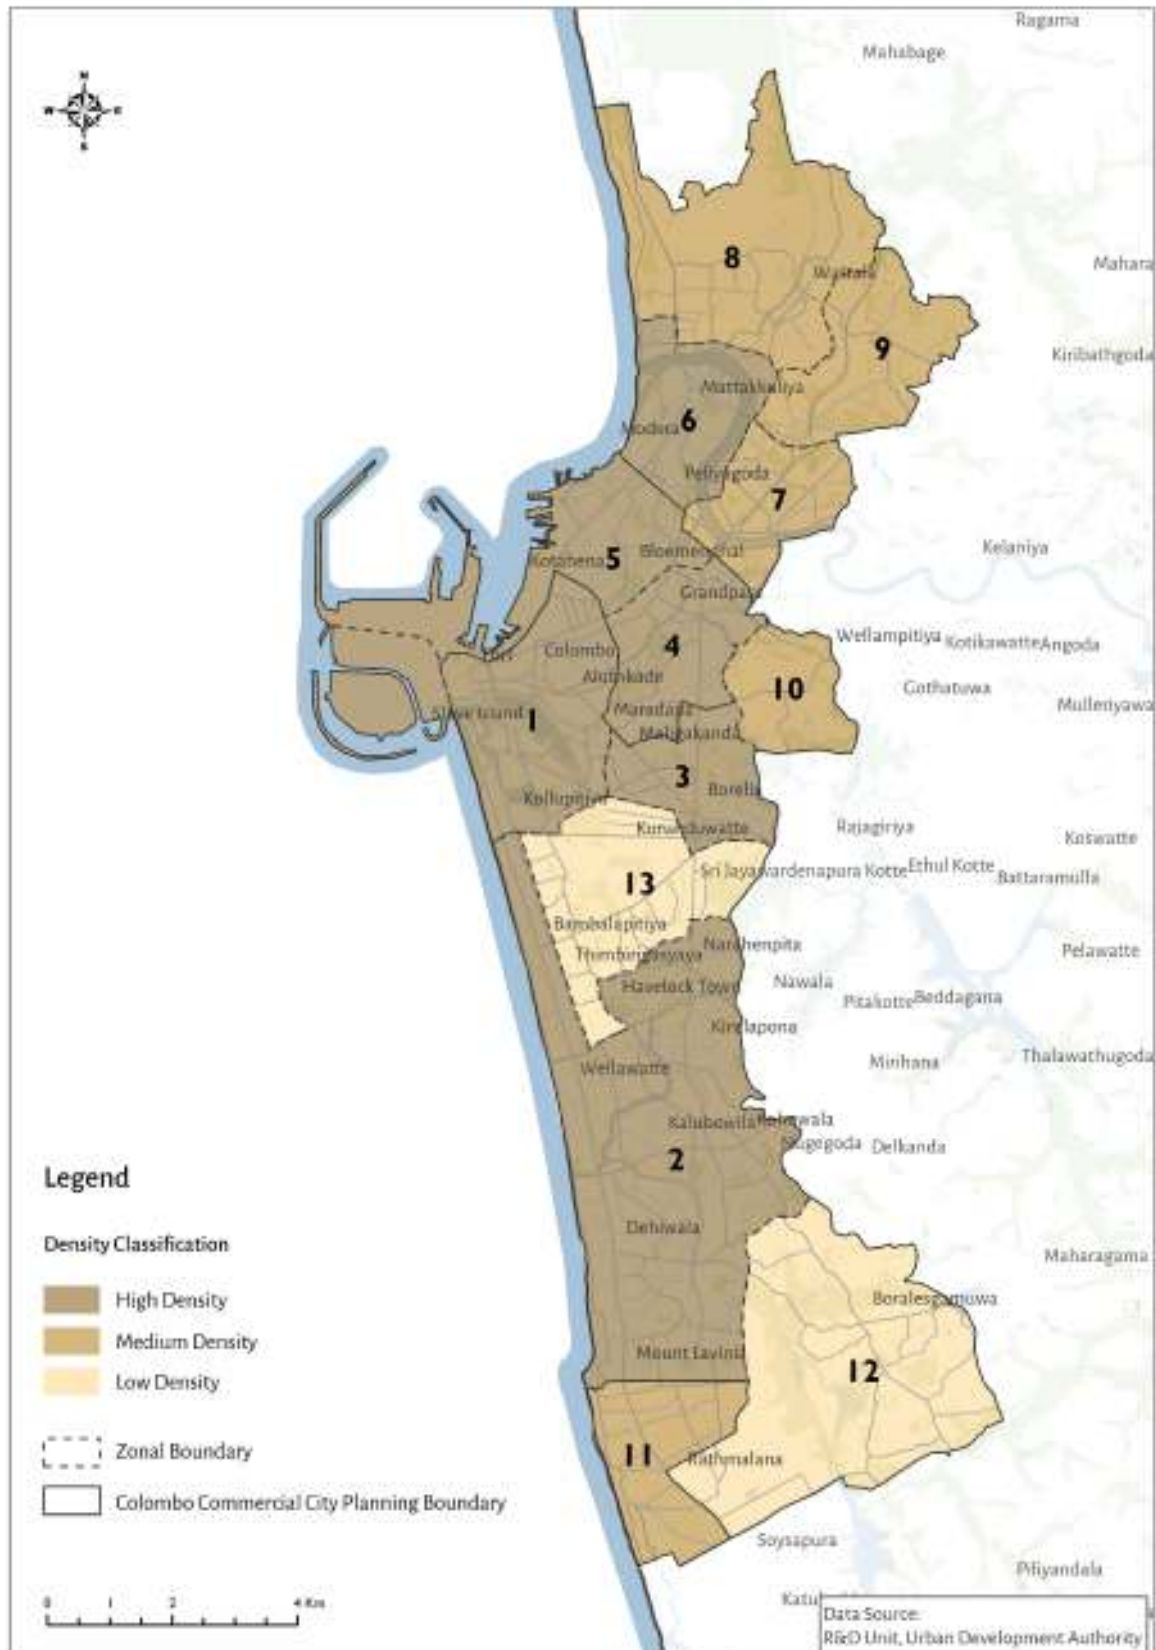 Ragama
Mahabage
N
W E
S
8
Wattala
Mahara
9
Kiribathgoda
Mattakkuliya
6
Modera
Peliyagoda
7
Kelaniya
Bloemendhal
Kotahena
5
Grandpass
Wellampitiya
Kotikawatte
Angoda
4
Colombo
Aluthkade
10
Gothatuwa
Mulleriyawa
Maradana
Slave Island
1
Maligakanda
3
Borella
Kollupitiya
Kurunduwatte
Rajagiriya
Koswatte
Sri Jayawardenapura Kotte
Ethul Kotte
Battaramulla
13
Bambalapitiya
Narahenpita
Pelawatte
Thimbirigasyaya
Havelock Town
Nawala
Pitakotte
Beddagana
Kirulapona
Mirihana
Thalawathugoda
Wellawatte
Kalubowila
Kohuwala
Nugegoda
Delkanda
2
Dehiwala
Maharagama
Boralesgamuwa
Mount Lavinia
12
11
Rathmalana
Soysapura
Piliyandala
Legend
Density Classification
High Density
Medium Density
Low Density
Zonal Boundary
Colombo Commercial City Planning Boundary
0 1 2 4 Km
Data Source:
R&D Unit, Urban Development Authority